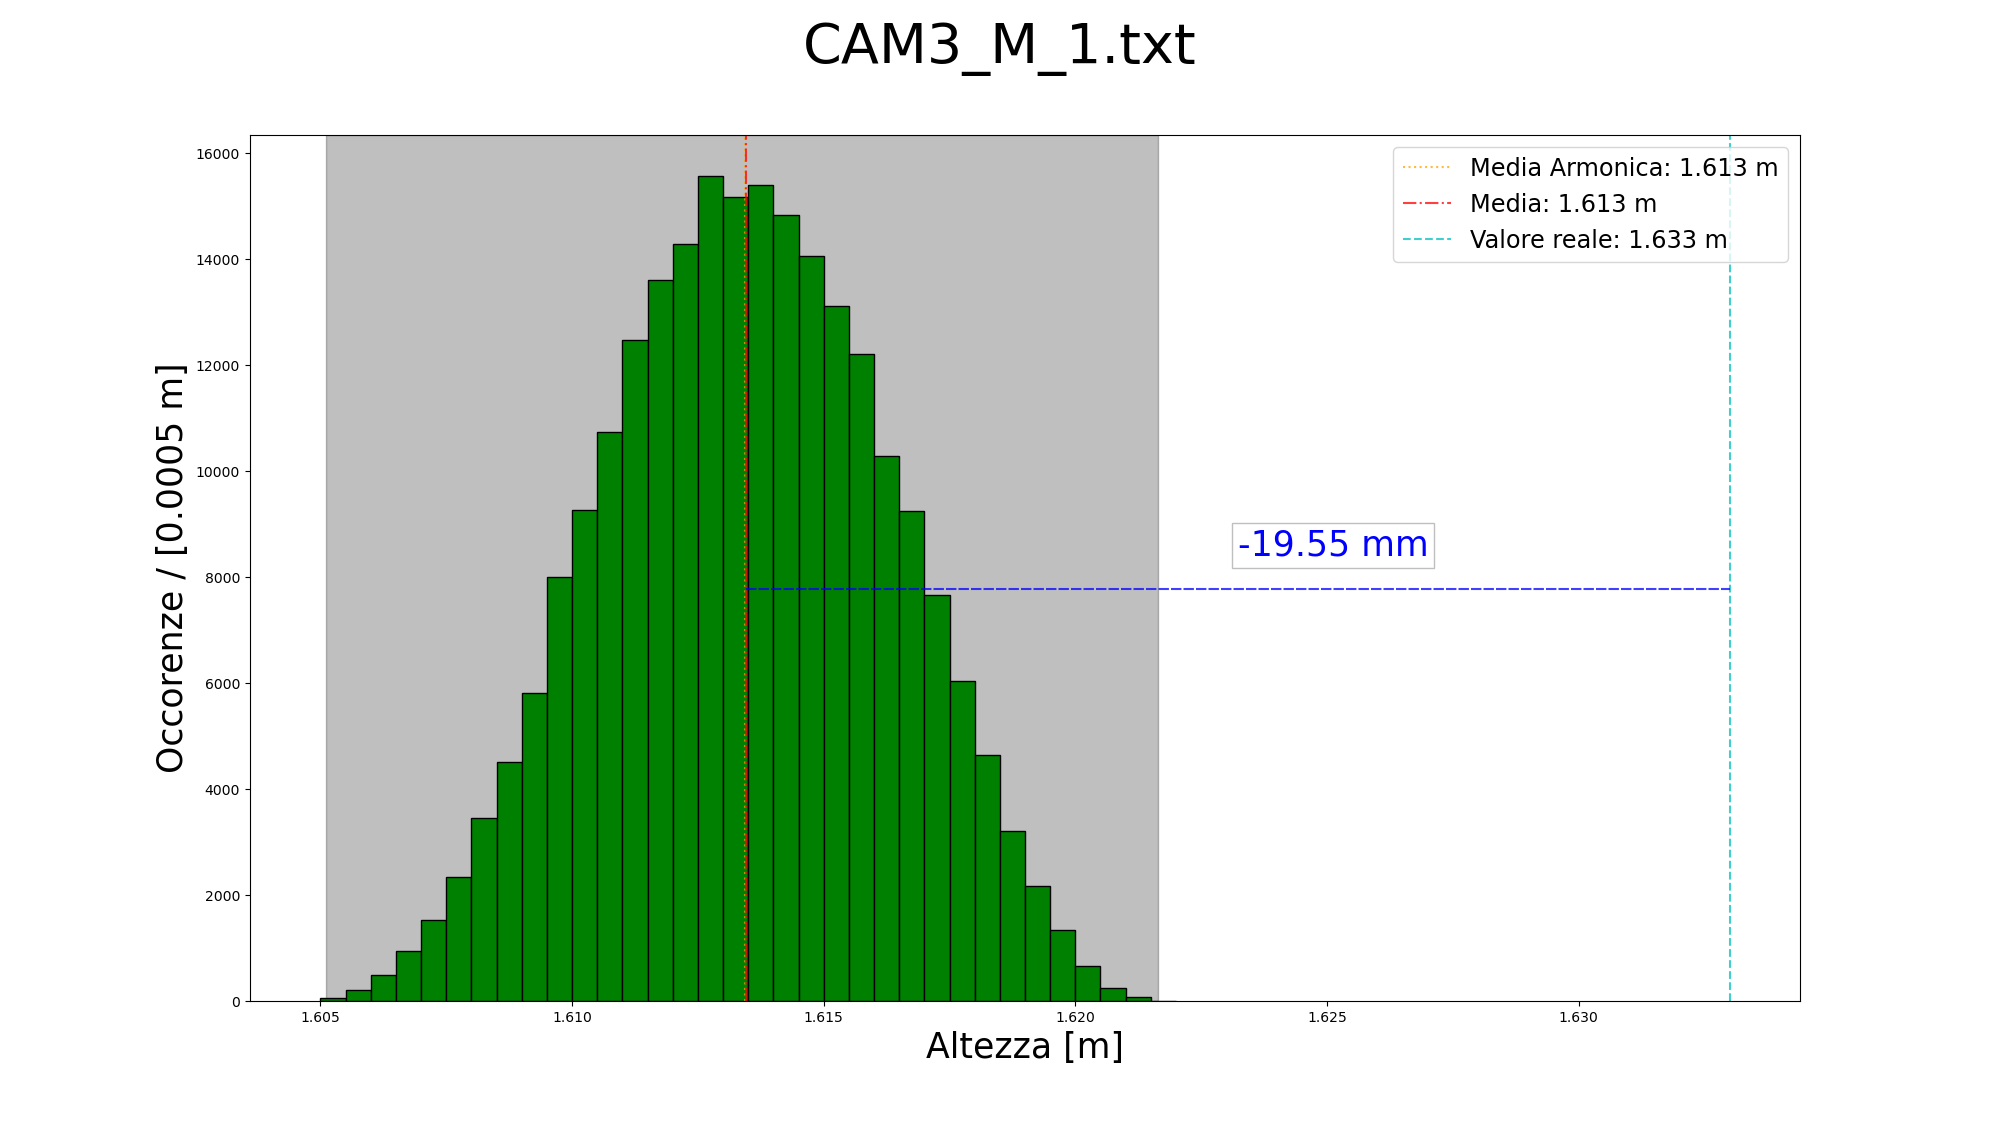 CAM3_M_1.txt
16000
14000
12000
10000
8000
6000
4000
2000
0
Occorenze / [0.0005 m]
Media Armonica: 1.613 m
Media: 1.613 m
Valore reale: 1.633 m
-19.55 mm
1.605 1.610 1.615 1.620 1.625 1.630
Altezza [m]